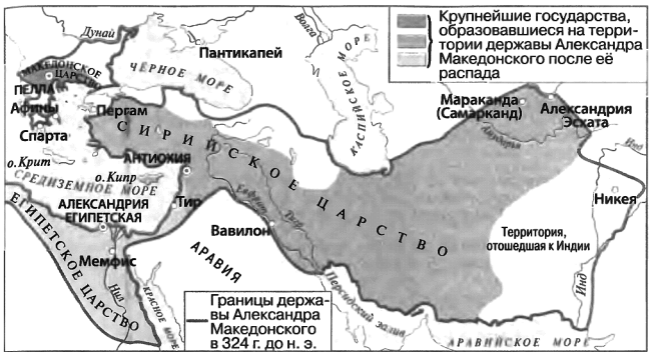 Крупнейшие государства,
образовавшиеся на терри-
тории державы Александра
Македонского после её
распада
Дунай
Волга
МАКЕДОНСКОЕ
ЦАРСТВО
ПЕЛЛА
Афины
Спарта
о. Крит
Пантикапей
ЧЁРНОЕ МОРЕ
КАСПИЙСКОЕ МОРЕ
Пергам
СИРИЙСКОЕ ЦАРСТВО
АНТИОХИЯ
о. Кипр
СРЕДИЗЕМНОЕ МОРЕ
Тир
Евфрат
Тигр
Вавилон
Мараканда
(Самарканд)
Александрия
Эсхата
Амударья
Инд
Никея
Территория,
отошедшая к Индии
Инд
АЛЕКСАНДРИЯ
ЕГИПЕТСКАЯ
ЕГИПЕТСКОЕ ЦАРСТВО
Мемфис
Нил
КРАСНОЕ МОРЕ
АРАВИЯ
Персидский залив
АРАВИЙСКОЕ МОРЕ
Границы держа-
вы Александра
Македонского
в 324 г. до н. э.